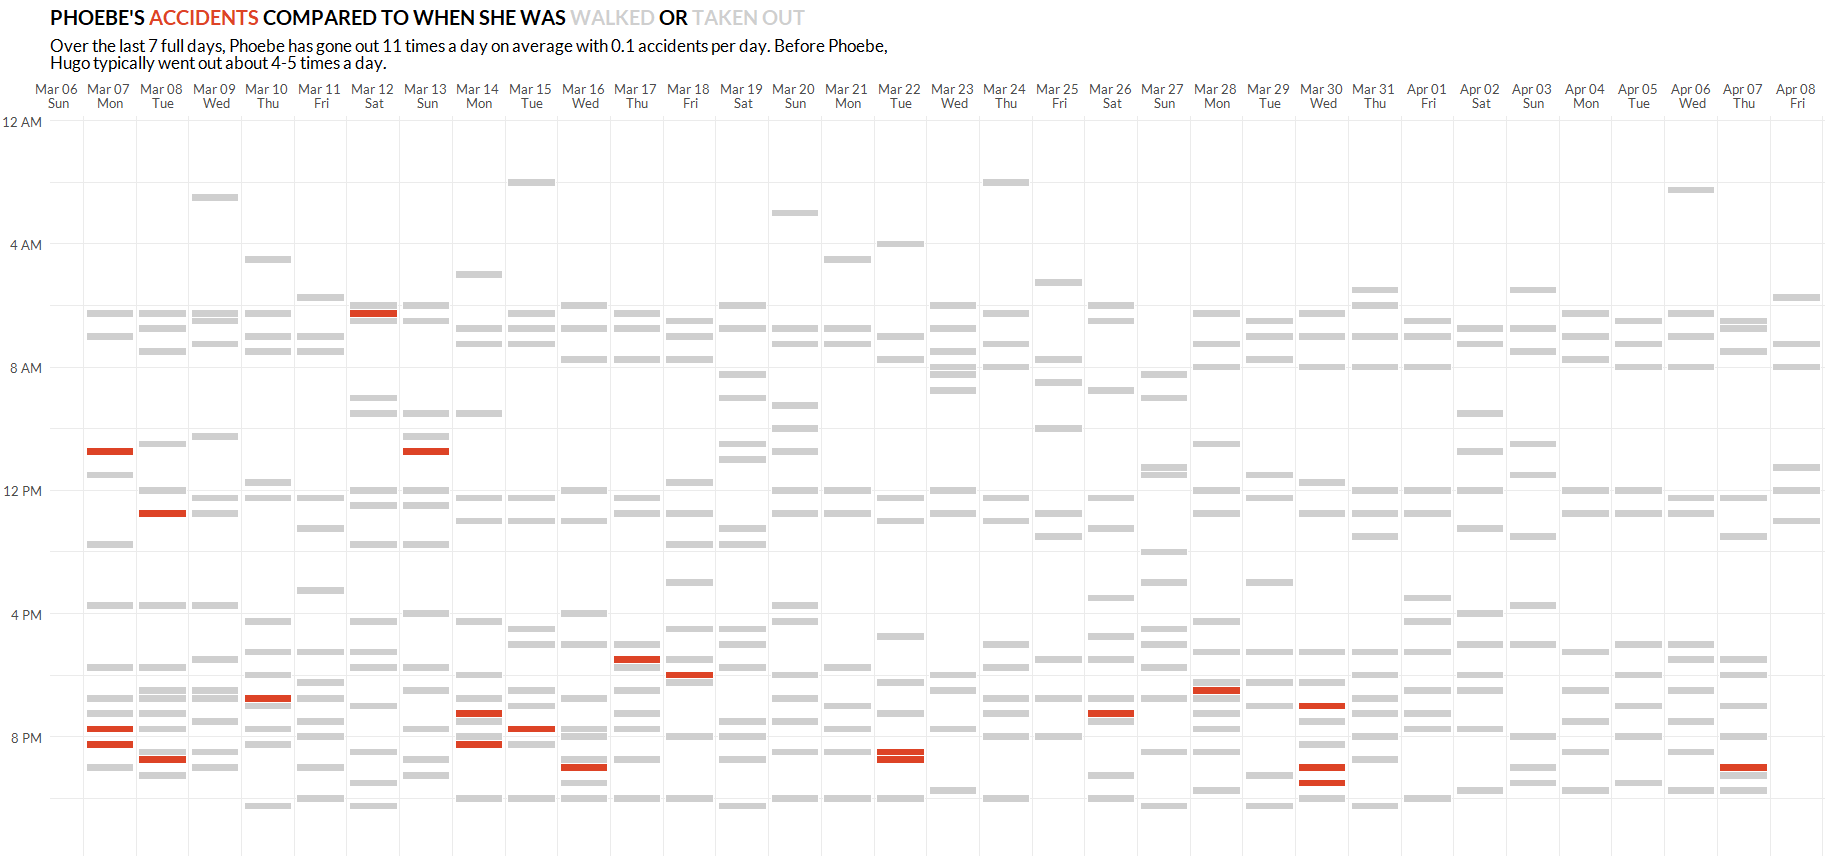 PHOEBE'S ACCIDENTS COMPARED TO WHEN SHE WAS WALKED OR TAKEN OUT
Over the last 7 full days, Phoebe has gone out 11 times a day on average with 0.1 accidents per day. Before Phoebe,
Hugo typically went out about 4-5 times a day.
Mar 06 Mar 07 Mar 08 Mar 09 Mar 10 Mar 11 Mar 12 Mar 13 Mar 14 Mar 15 Mar 16 Mar 17 Mar 18 Mar 19 Mar 20 Mar 21 Mar 22 Mar 23 Mar 24 Mar 25 Mar 26 Mar 27 Mar 28 Mar 29 Mar 30 Mar 31 Apr 01 Apr 02 Apr 03 Apr 04 Apr 05 Apr 06 Apr 07 Apr 08
Sun Mon Tue Wed Thu Fri Sat Sun Mon Tue Wed Thu Fri Sat Sun Mon Tue Wed Thu Fri Sat Sun Mon Tue Wed Thu Fri Sat Sun Mon Tue Wed Thu Fri
12 AM
4 AM
8 AM
12 PM
4 PM
8 PM